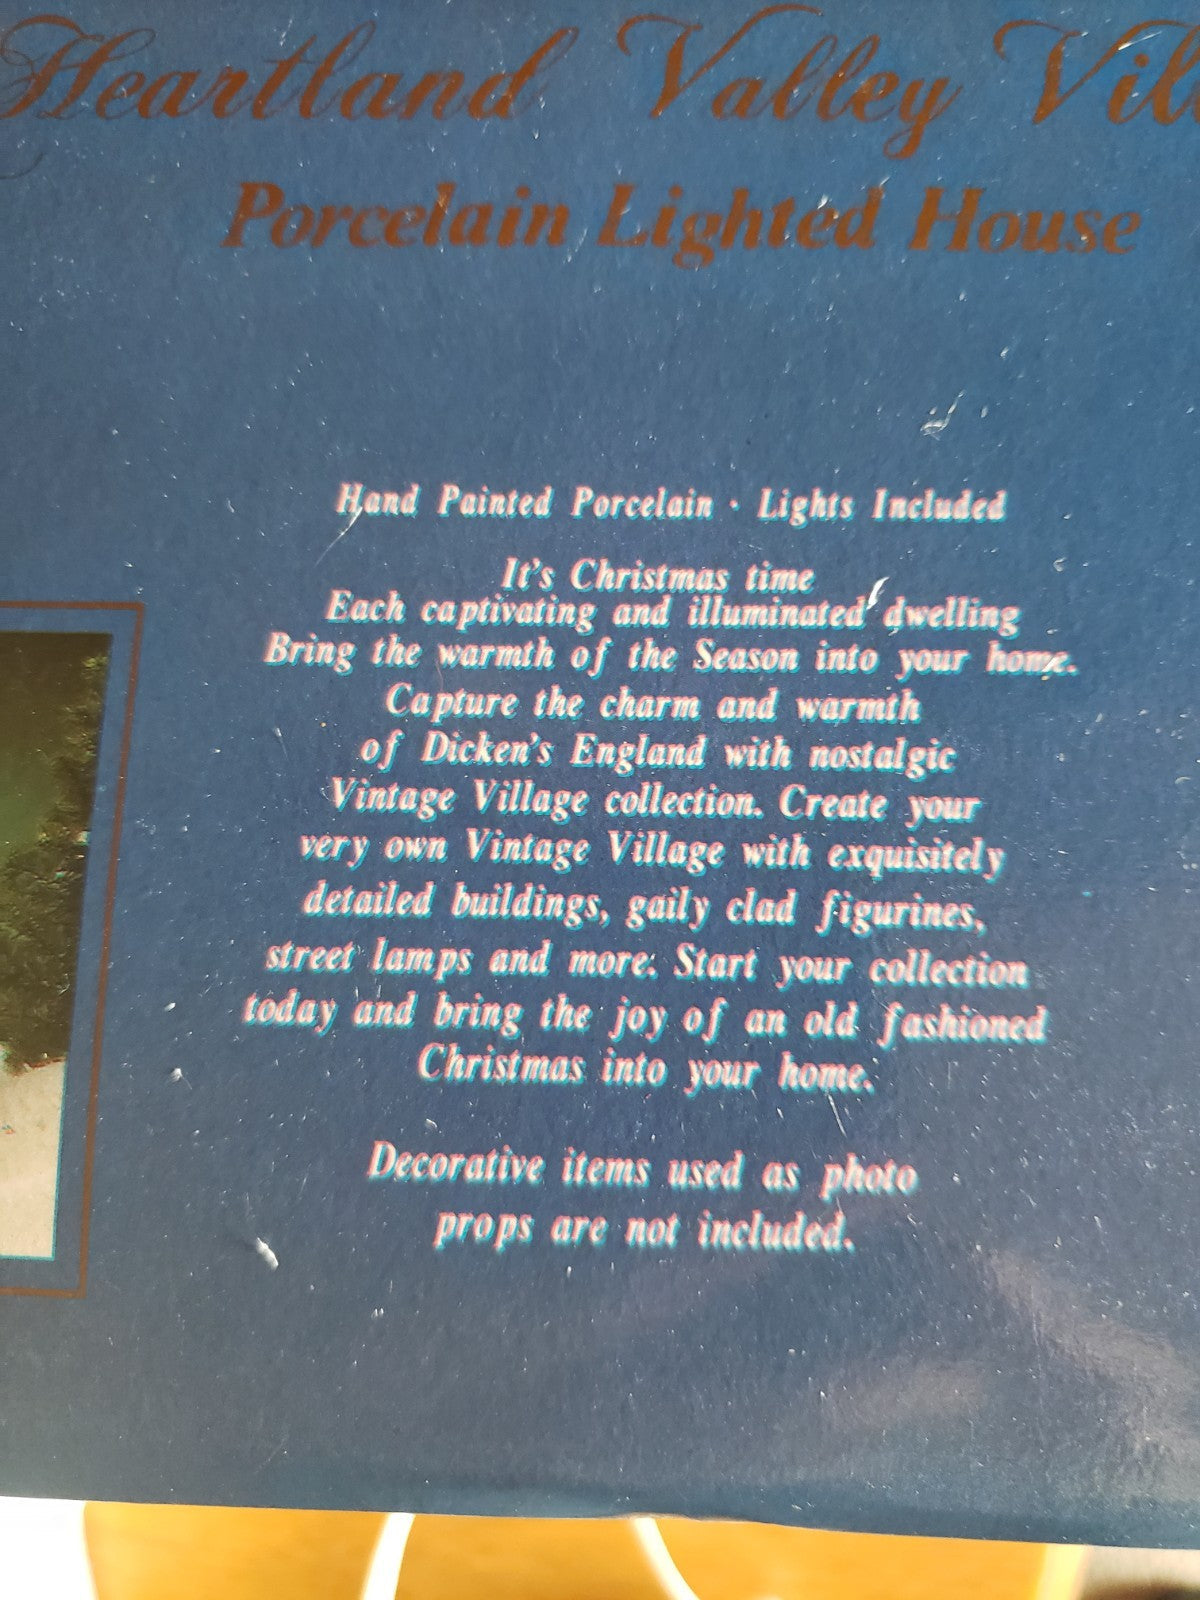 Heartland Valley Vil
Porcelain Lighted House
Hand Painted Porcelain · Lights Included
It's Christmas time
Each captivating and illuminated dwelling
Bring the warmth of the Season into your home.
Capture the charm and warmth
of Dicken's England with nostalgic
Vintage Village collection. Create your
very own Vintage Village with exquisitely
detailed buildings, gaily clad figurines,
street lamps and more. Start your collection
today and bring the joy of an old fashioned
Christmas into your home.
Decorative items used as photo
props are not included.